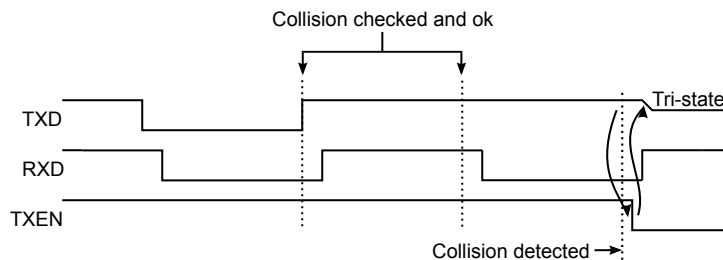 Collision checked and ok
Tri-state
TXD
RXD
TXEN
Collision detected